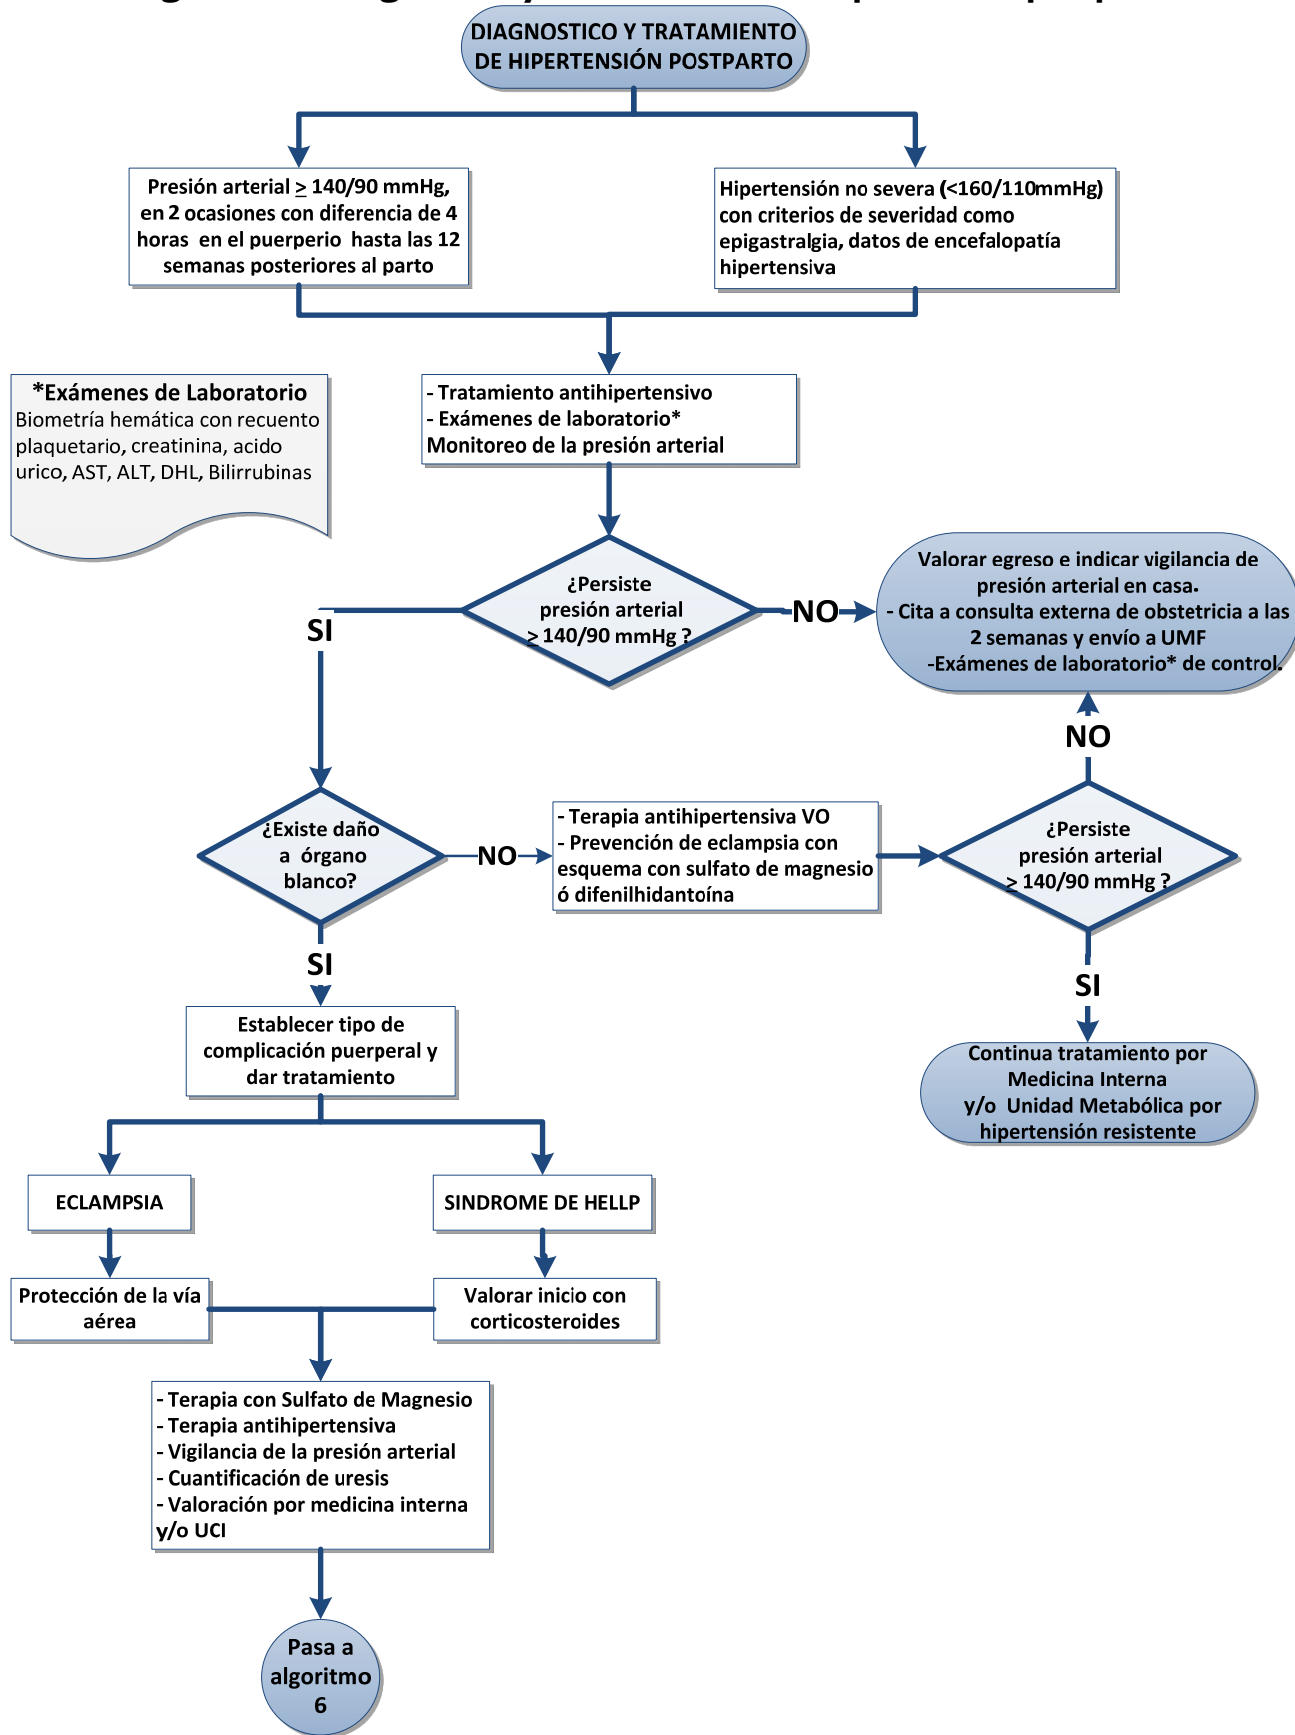 DIAGNOSTICO Y TRATAMIENTO
DE HIPERTENSIÓN POSTPARTO
Presión arterial ≥ 140/90 mmHg,
en 2 ocasiones con diferencia de 4
horas en el puerperio hasta las 12
semanas posteriores al parto
Hipertensión no severa (<160/110mmHg)
con criterios de severidad como
epigastralgia, datos de encefalopatía
hipertensiva
*Exámenes de Laboratorio
Biometría hemática con recuento
plaquetario, creatinina, acido
urico, AST, ALT, DHL, Bilirrubinas
- Tratamiento antihipertensivo
- Exámenes de laboratorio*
Monitoreo de la presión arterial
¿Persiste
presión arterial
≥ 140/90 mmHg ?
SI
NO
Valorar egreso e indicar vigilancia de
presión arterial en casa.
- Cita a consulta externa de obstetricia a las
2 semanas y envío a UMF
-Exámenes de laboratorio* de control.
NO
¿Existe daño
a órgano
blanco?
NO
- Terapia antihipertensiva VO
- Prevención de eclampsia con
esquema con sulfato de magnesio
ó difenilhidantoína
¿Persiste
presión arterial
≥ 140/90 mmHg ?
SI
SI
Establecer tipo de
complicación puerperal y
dar tratamiento
Continua tratamiento por
Medicina Interna
y/o Unidad Metabólica por
hipertensión resistente
ECLAMPSIA
SINDROME DE HELLP
Protección de la vía
aérea
Valorar inicio con
corticosteroides
- Terapia con Sulfato de Magnesio
- Terapia antihipertensiva
- Vigilancia de la presión arterial
- Cuantificación de uresis
- Valoración por medicina interna
y/o UCI
Pasa a
algoritmo
6